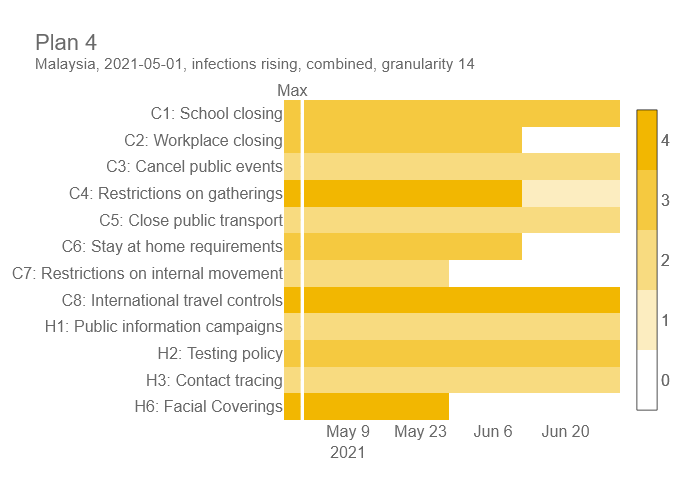 Plan 4
Malaysia, 2021-05-01, infections rising, combined, granularity 14
Max
C1: School closing
C2: Workplace closing
C3: Cancel public events
C4: Restrictions on gatherings
C5: Close public transport
C6: Stay at home requirements
C7: Restrictions on internal movement
C8: International travel controls
H1: Public information campaigns
H2: Testing policy
H3: Contact tracing
H6: Facial Coverings
May 9 May 23 Jun 6 Jun 20
2021
4
3
2
1
0